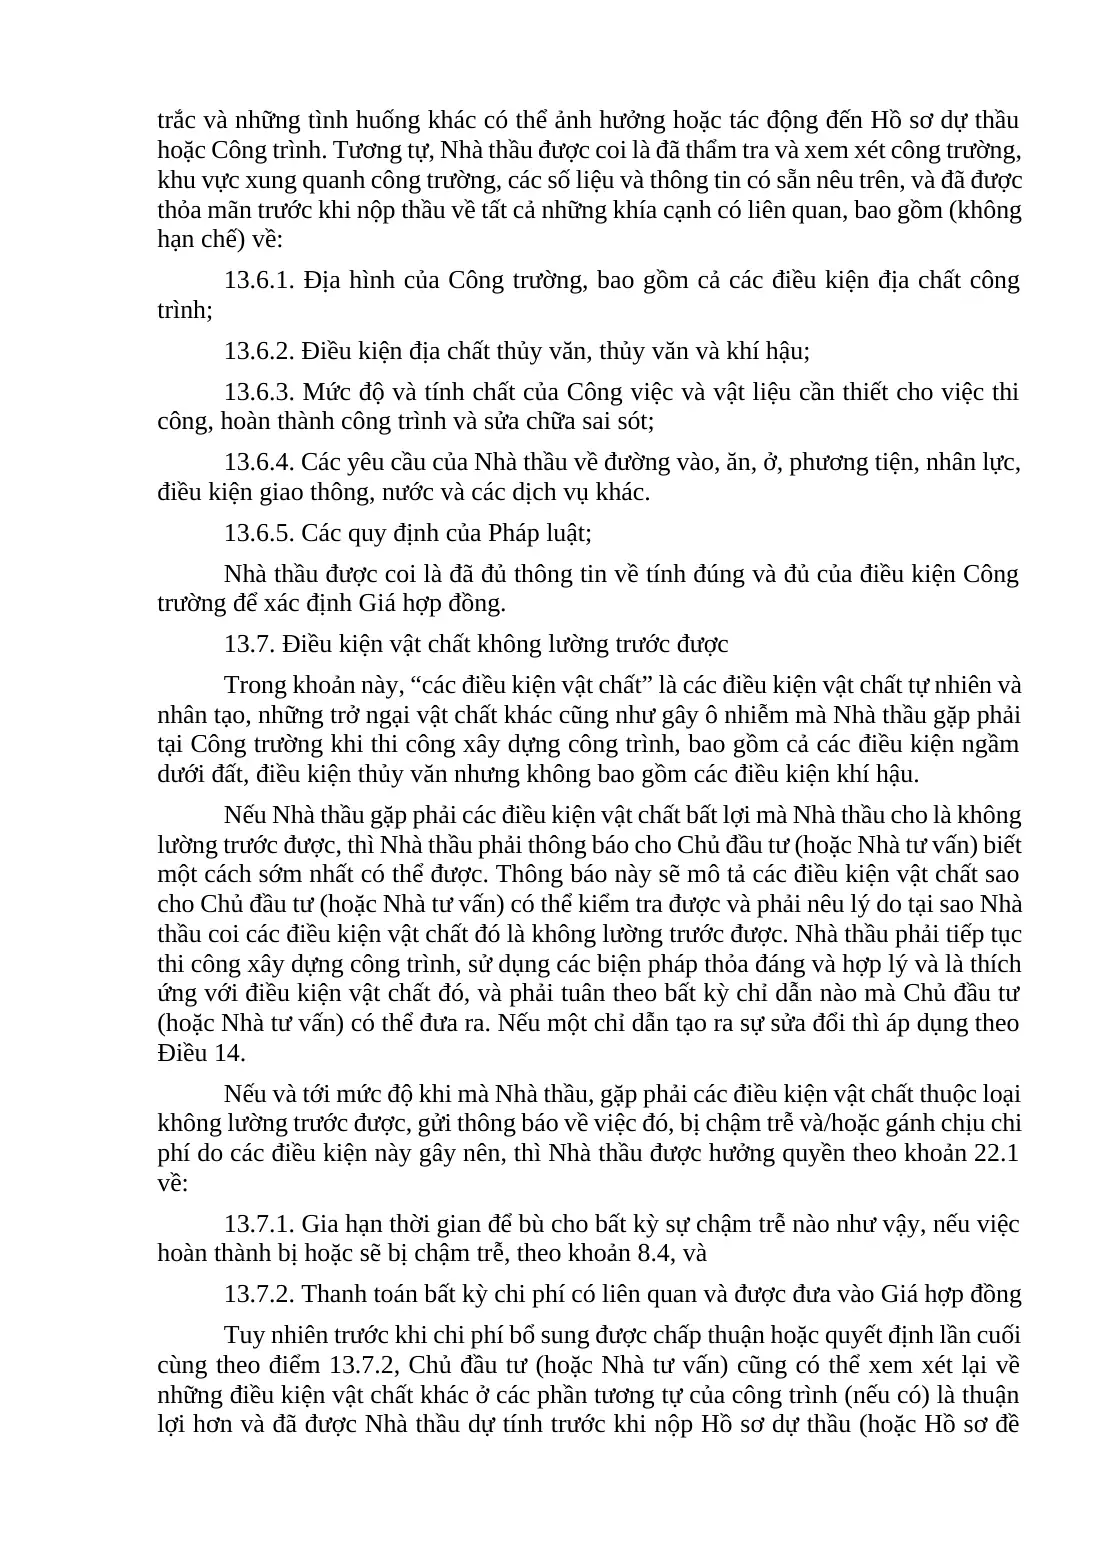 trắc và những tình huống khác có thể ảnh hưởng hoặc tác động đến Hồ sơ dự thầu
hoặc Công trình. Tương tự, Nhà thầu được coi là đã thẩm tra và xem xét công trường,
khu vực xung quanh công trường, các số liệu và thông tin có sẵn nêu trên, và đã được
thỏa mãn trước khi nộp thầu về tất cả những khía cạnh có liên quan, bao gồm (không
hạn chế) về:
13.6.1. Địa hình của Công trường, bao gồm cả các điều kiện địa chất công
trình;
13.6.2. Điều kiện địa chất thủy văn, thủy văn và khí hậu;
13.6.3. Mức độ và tính chất của Công việc và vật liệu cần thiết cho việc thi
công, hoàn thành công trình và sửa chữa sai sót;
13.6.4. Các yêu cầu của Nhà thầu về đường vào, ăn, ở, phương tiện, nhân lực,
điều kiện giao thông, nước và các dịch vụ khác.
13.6.5. Các quy định của Pháp luật;
Nhà thầu được coi là đã đủ thông tin về tính đúng và đủ của điều kiện Công
trường để xác định Giá hợp đồng.
13.7. Điều kiện vật chất không lường trước được
Trong khoản này, “các điều kiện vật chất” là các điều kiện vật chất tự nhiên và
nhân tạo, những trở ngại vật chất khác cũng như gây ô nhiễm mà Nhà thầu gặp phải
tại Công trường khi thi công xây dựng công trình, bao gồm cả các điều kiện ngầm
dưới đất, điều kiện thủy văn nhưng không bao gồm các điều kiện khí hậu.
Nếu Nhà thầu gặp phải các điều kiện vật chất bất lợi mà Nhà thầu cho là không
lường trước được, thì Nhà thầu phải thông báo cho Chủ đầu tư (hoặc Nhà tư vấn) biết
một cách sớm nhất có thể được. Thông báo này sẽ mô tả các điều kiện vật chất sao
cho Chủ đầu tư (hoặc Nhà tư vấn) có thể kiểm tra được và phải nêu lý do tại sao Nhà
thầu coi các điều kiện vật chất đó là không lường trước được. Nhà thầu phải tiếp tục
thi công xây dựng công trình, sử dụng các biện pháp thỏa đáng và hợp lý và là thích
ứng với điều kiện vật chất đó, và phải tuân theo bất kỳ chỉ dẫn nào mà Chủ đầu tư
(hoặc Nhà tư vấn) có thể đưa ra. Nếu một chỉ dẫn tạo ra sự sửa đổi thì áp dụng theo
Điều 14.
Nếu và tới mức độ khi mà Nhà thầu, gặp phải các điều kiện vật chất thuộc loại
không lường trước được, gửi thông báo về việc đó, bị chậm trễ và/hoặc gánh chịu chi
phí do các điều kiện này gây nên, thì Nhà thầu được hưởng quyền theo khoản 22.1
về:
13.7.1. Gia hạn thời gian để bù cho bất kỳ sự chậm trễ nào như vậy, nếu việc
hoàn thành bị hoặc sẽ bị chậm trễ, theo khoản 8.4, và
13.7.2. Thanh toán bất kỳ chi phí có liên quan và được đưa vào Giá hợp đồng
Tuy nhiên trước khi chi phí bổ sung được chấp thuận hoặc quyết định lần cuối
cùng theo điểm 13.7.2, Chủ đầu tư (hoặc Nhà tư vấn) cũng có thể xem xét lại về
những điều kiện vật chất khác ở các phần tương tự của công trình (nếu có) là thuận
lợi hơn và đã được Nhà thầu dự tính trước khi nộp Hồ sơ dự thầu (hoặc Hồ sơ đề